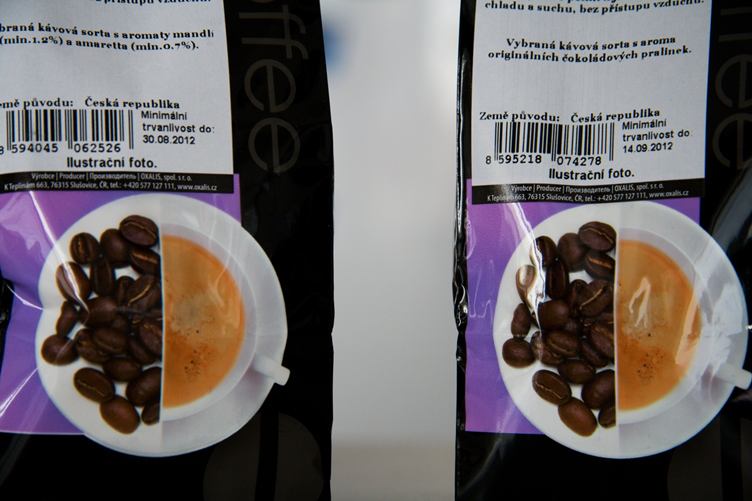 chladu a suchu, bez přístupu vzduchu.
kávová sorta s aromaty mandlí
(min.1.2%) a amaretta (min.0.7%).
původu: Česká republika
Minimální
trvanlivost do:
30.08.2012
8 594045 062526
Ilustrační foto.
Výrobce | Producer | Производитель | OXALIS, spol. s r.o.
K Teplinám 663, 76315 Slušovice, ČR, tel.: +420 577 127 111, www.oxalis.cz
ffee
Vybraná kávová sorta s aroma
originálních čokoládových pralinek.
Země původu: Česká republika
Minimální
trvanlivost do:
14.09.2012
8 595218 074278
Ilustrační foto.
Výrobce | Producer | Производитель | OXALIS, spol. s r.o.
K Teplinám 663, 76315 Slušovice, ČR, tel.: +420 577 127 111, www.oxalis.cz